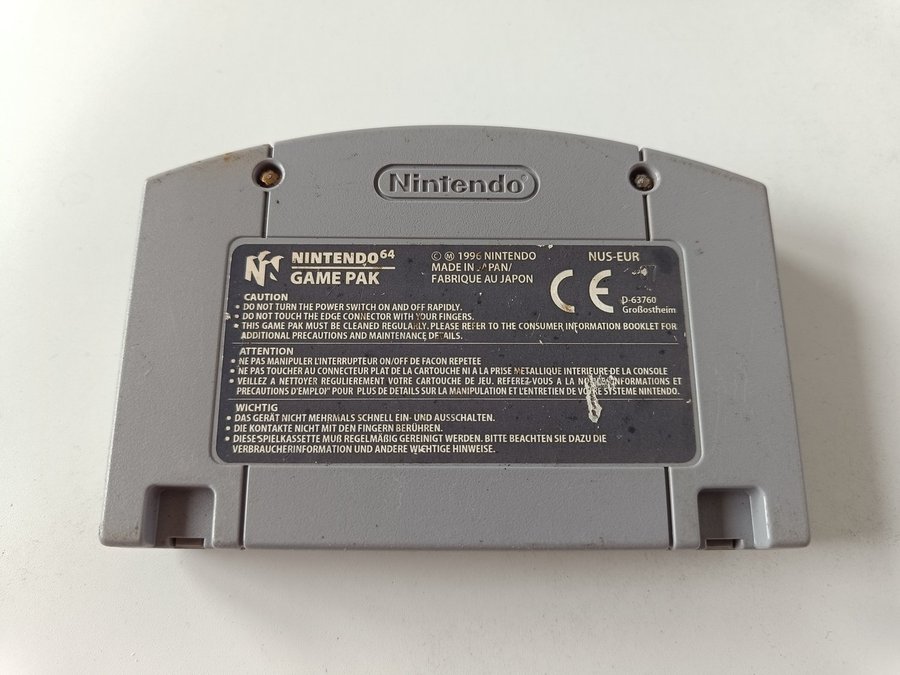 Nintendo®
NINTENDO 64
GAME PAK
© Ⓜ 1996 NINTENDO
MADE IN JAPAN/
FABRIQUE AU JAPON
NUS-EUR
CE
D-63760
Großostheim
CAUTION
• DO NOT TURN THE POWER SWITCH ON AND OFF RAPIDLY.
• DO NOT TOUCH THE EDGE CONNECTOR WITH YOUR FINGERS.
• THIS GAME PAK MUST BE CLEANED REGULARLY. PLEASE REFER TO THE CONSUMER INFORMATION BOOKLET FOR
ADDITIONAL PRECAUTIONS AND MAINTENANCE DETAILS.
ATTENTION
• NE PAS MANIPULER L'INTERRUPTEUR ON/OFF DE FACON REPETEE
• NE PAS TOUCHER AU CONNECTEUR PLAT DE LA CARTOUCHE NI A LA PRISE METALLIQUE INTERIEURE DE LA CONSOLE
• VEILLEZ A NETTOYER REGULIEREMENT VOTRE CARTOUCHE DE JEU. REFEREZ-VOUS A LA INFORMATIONS ET
PRECAUTIONS D'EMPLOI" POUR PLUS DE DETAILS SUR LA MANIPULATION ET L'ENTRETIEN DE VOTRE SYSTEME NINTENDO.
WICHTIG
• DAS GERÄT NICHT MEHRMALS SCHNELL EIN- UND AUSSCHALTEN.
• DIE KONTAKTE NICHT MIT DEN FINGERN BERÜHREN.
• DIESE SPIELKASSETTE MUß REGELMÄßIG GEREINIGT WERDEN. BITTE BEACHTEN SIE DAZU DIE
VERBRAUCHERINFORMATION UND ANDERE WICHTIGE HINWEISE.